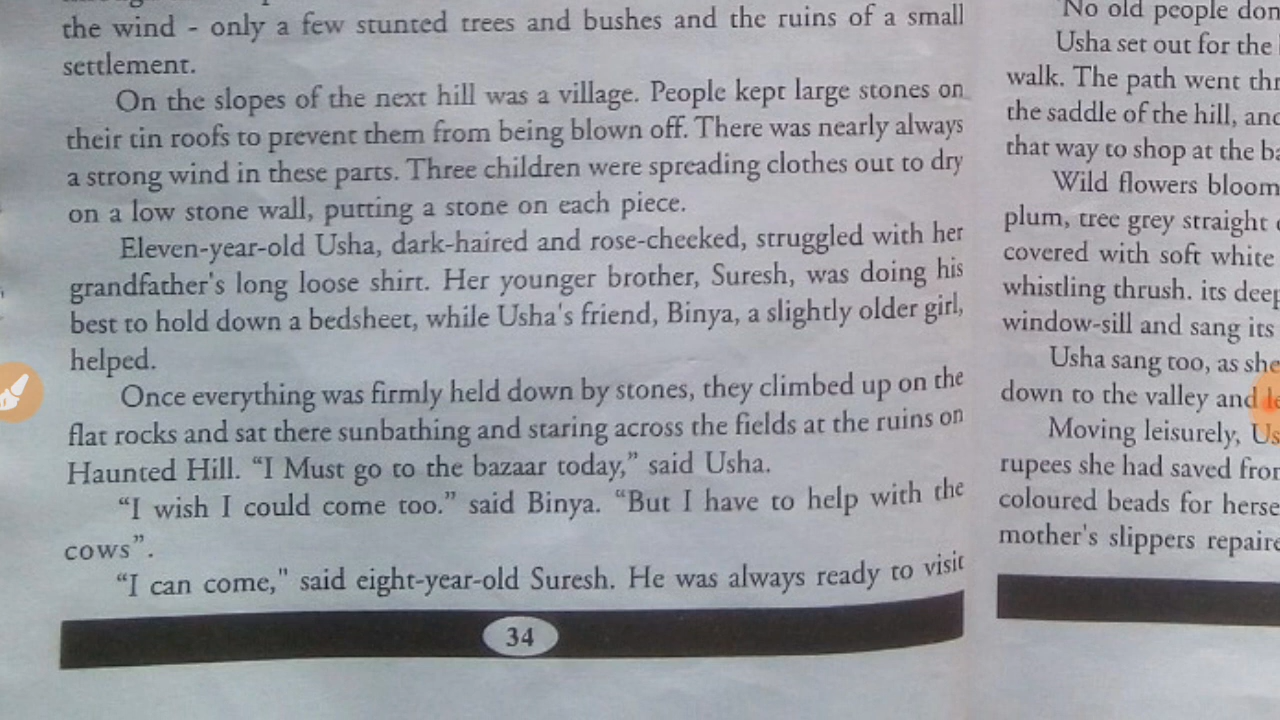 the wind - only a few stunted trees and bushes and the ruins of a small
settlement.
On the slopes of the next hill was a village. People kept large stones on
their tin roofs to prevent them from being blown off. There was nearly always
a strong wind in these parts. Three children were spreading clothes out to dry
on a low stone wall, putting a stone on each piece.
Eleven-year-old Usha, dark-haired and rose-cheeked, struggled with her
grandfather's long loose shirt. Her younger brother, Suresh, was doing his
best to hold down a bedsheet, while Usha's friend, Binya, a slightly older girl,
helped.
Once everything was firmly held down by stones, they climbed up on the
flat rocks and sat there sunbathing and staring across the fields at the ruins on
Haunted Hill. “I Must go to the bazaar today,” said Usha.
“I wish I could come too.” said Binya. “But I have to help with the
cows”.
“I can come," said eight-year-old Suresh. He was always ready to visit
34
No old people
Usha set out for the
walk. The path went
the saddle of the hill,
that way to shop at the
Wild flowers
plum, tree grey straight
covered with soft white
whistling thrush. its
window-sill and sang its
Usha sang too, as she
down to the valley and
Moving leisurely,
rupees she had saved
coloured beads for
mother's slippers